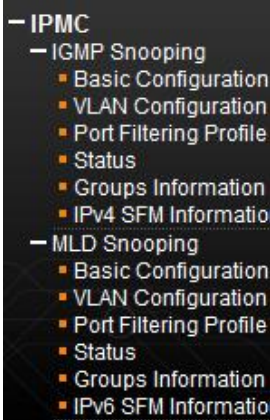 IPMC
IGMP Snooping
Basic Configuration
VLAN Configuration
Port Filtering Profile
Status
Groups Information
IPv4 SFM Informatio
MLD Snooping
Basic Configuration
VLAN Configuration
Port Filtering Profile
Status
Groups Information
IPv6 SFM Informatio